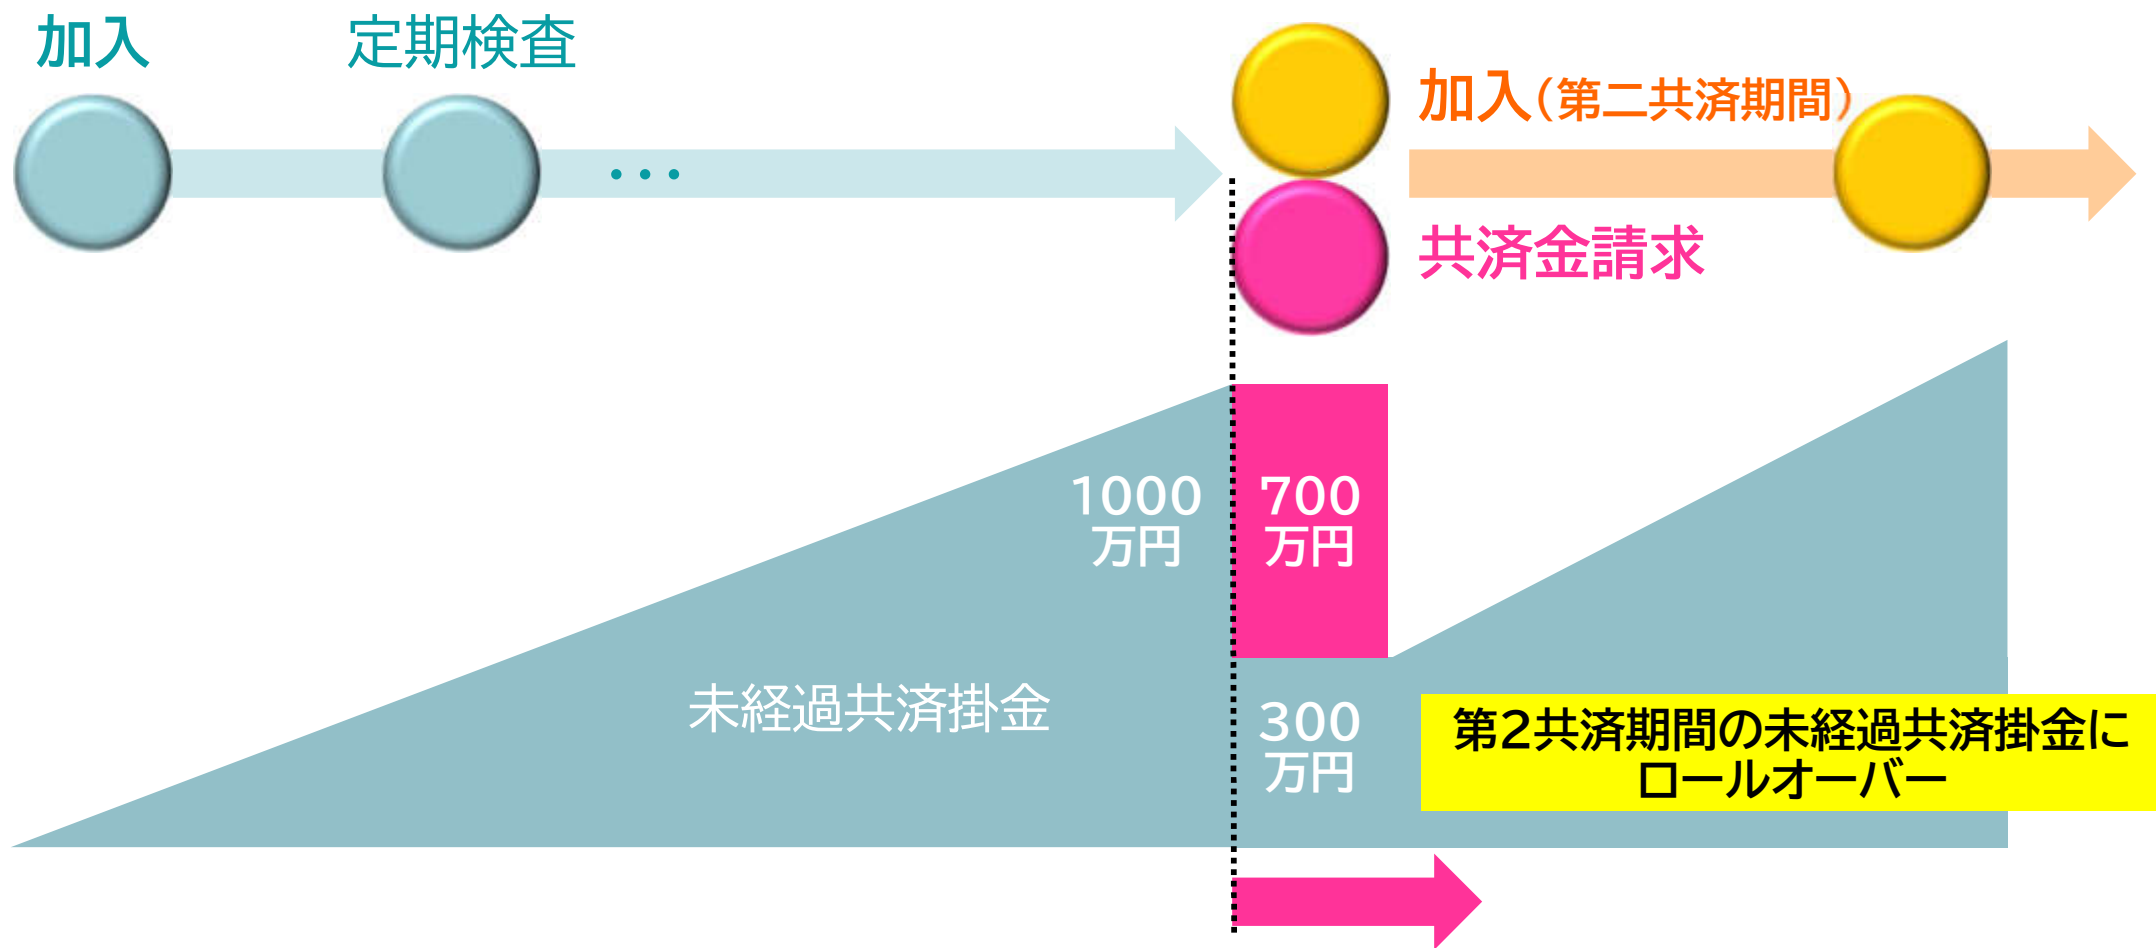 加入
定期検査
・・・
加入（第二共済期間）
共済金請求
1000
万円
700
万円
未経過共済掛金
300
万円
第2共済期間の未経過共済掛金に
ロールオーバー